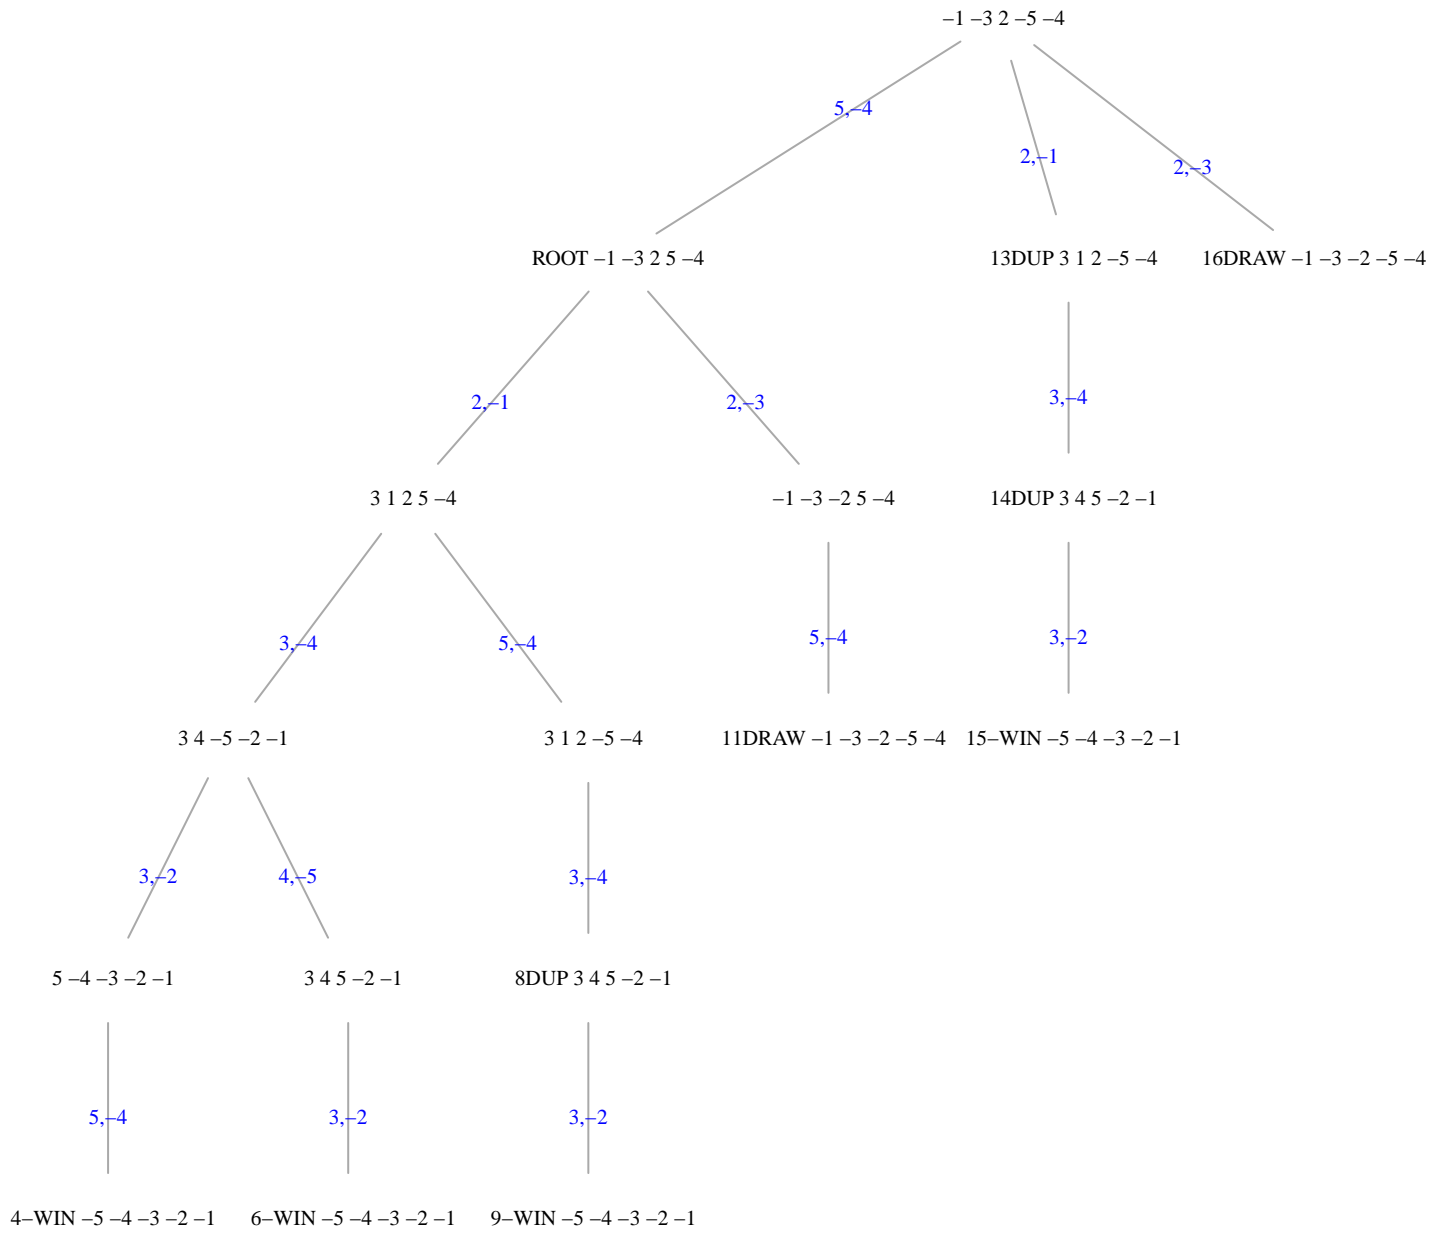 –1 –3 2 –5 –4
5,–4
2,–1
2,–3
ROOT –1 –3 2 5 –4
13DUP 3 1 2 –5 –4
16DRAW –1 –3 –2 –5 –4
2,–1
2,–3
3,–4
3 1 2 5 –4
–1 –3 –2 5 –4
14DUP 3 4 5 –2 –1
3,–4
5,–4
5,–4
3,–2
3 4 –5 –2 –1
3 1 2 –5 –4
11DRAW –1 –3 –2 –5 –4
15–WIN –5 –4 –3 –2 –1
3,–2
4,–5
3,–4
5 –4 –3 –2 –1
3 4 5 –2 –1
8DUP 3 4 5 –2 –1
5,–4
3,–2
3,–2
4–WIN –5 –4 –3 –2 –1
6–WIN –5 –4 –3 –2 –1
9–WIN –5 –4 –3 –2 –1